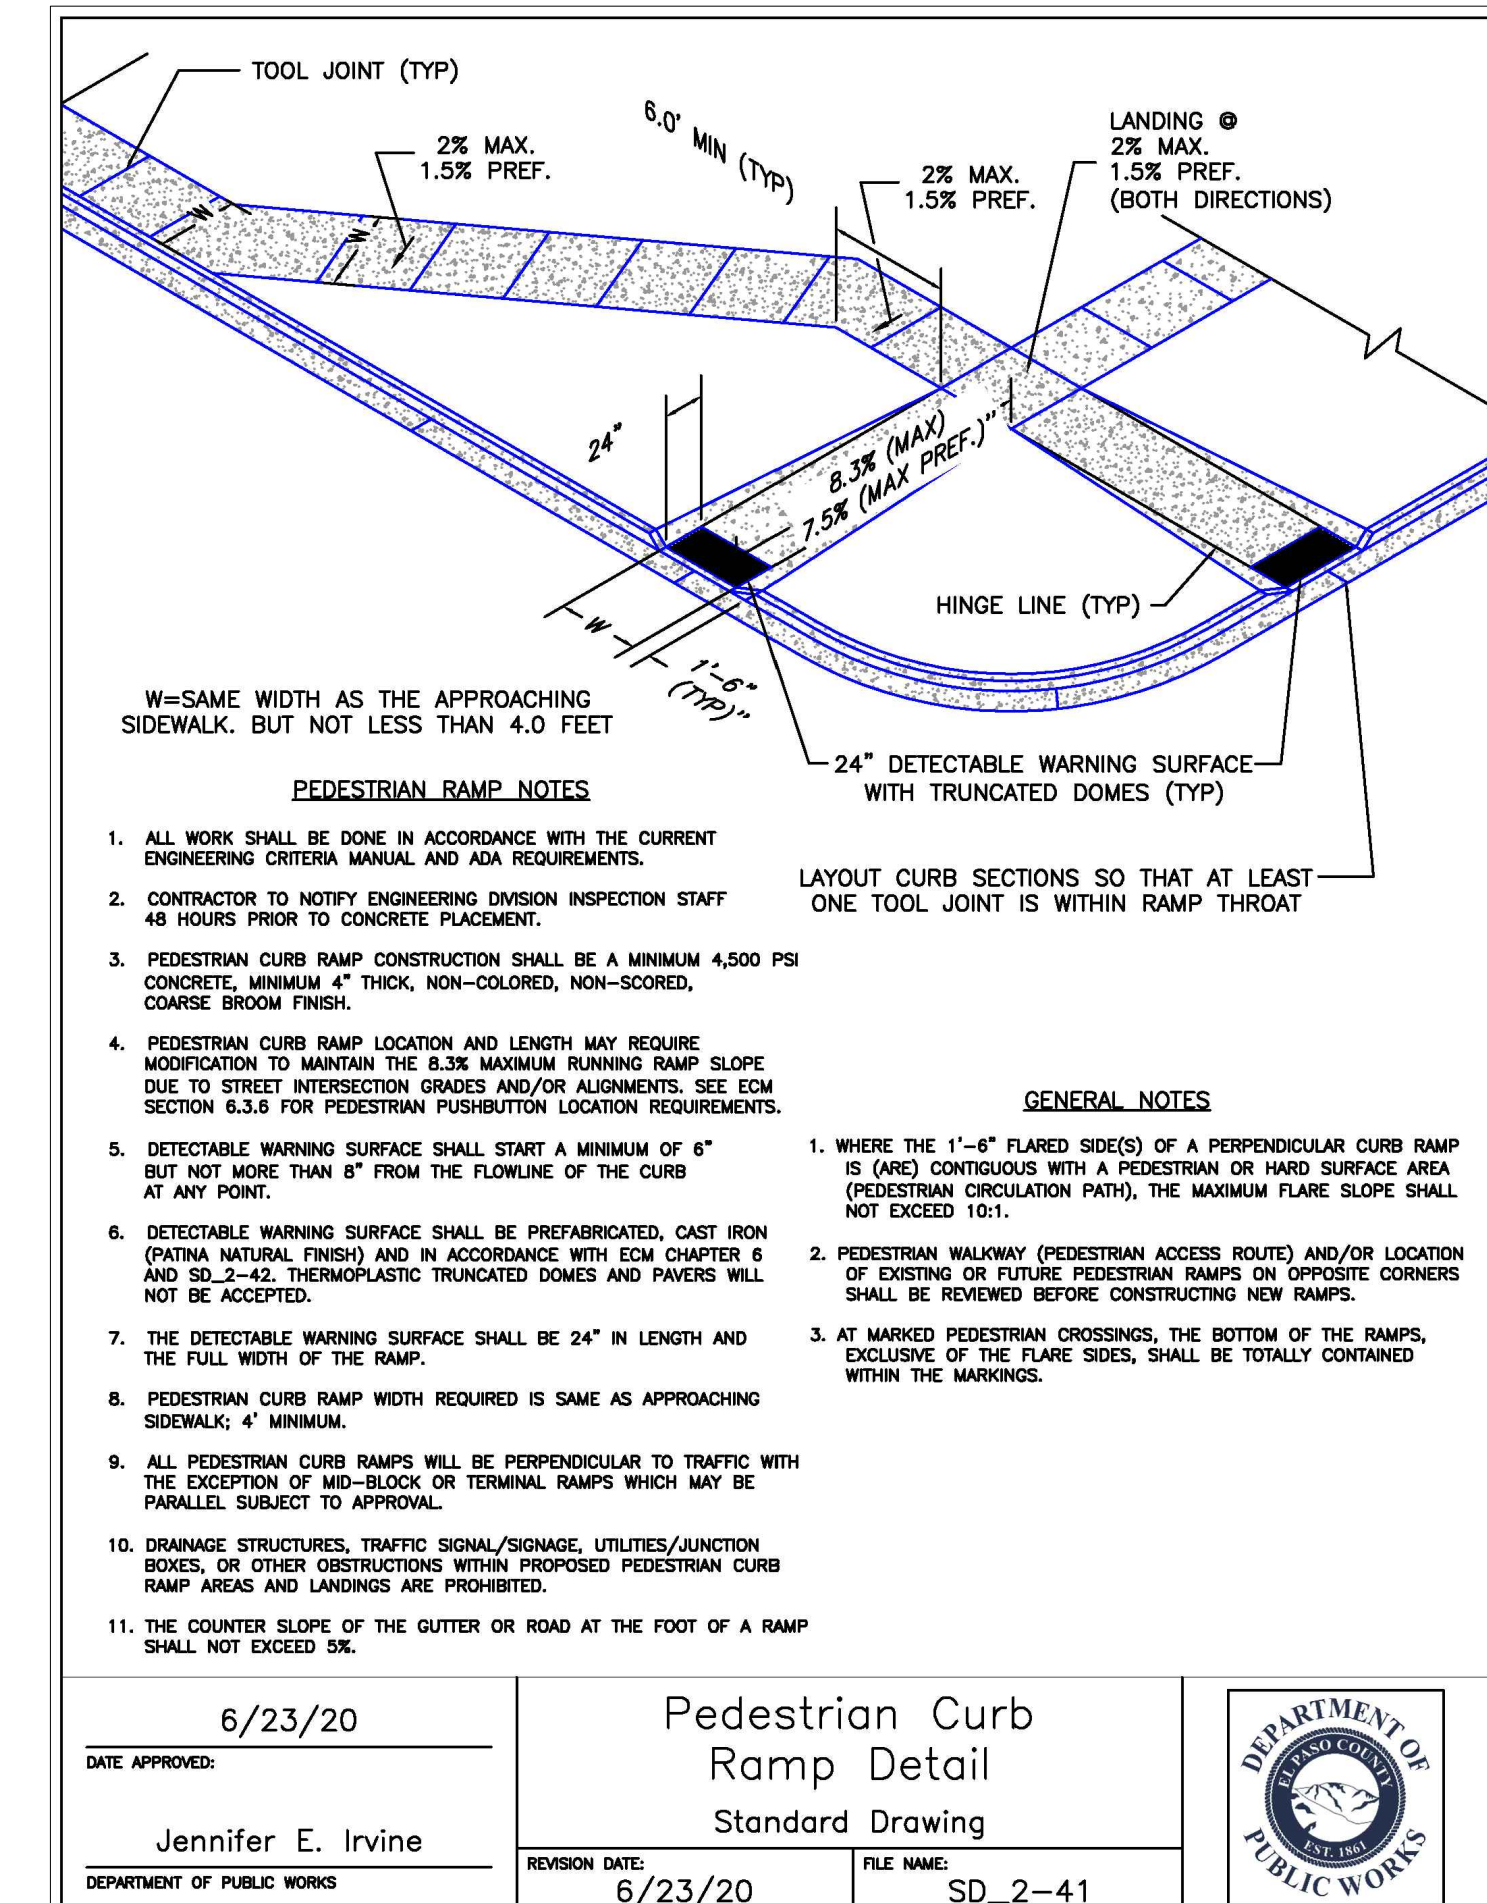 TOOL JOINT (TYP)
2% MAX.
1.5% PREF.
6.0' MIN (TYP)
2% MAX.
1.5% PREF.
LANDING @
2% MAX.
1.5% PREF.
(BOTH DIRECTIONS)
W
W
24"
8.3% (MAX)
7.5% (MAX PREF.)"
HINGE LINE (TYP)
W
1'-6"
(TYP)"
W=SAME WIDTH AS THE APPROACHING
SIDEWALK. BUT NOT LESS THAN 4.0 FEET
24" DETECTABLE WARNING SURFACE
WITH TRUNCATED DOMES (TYP)
LAYOUT CURB SECTIONS SO THAT AT LEAST
ONE TOOL JOINT IS WITHIN RAMP THROAT
PEDESTRIAN RAMP NOTES
1. ALL WORK SHALL BE DONE IN ACCORDANCE WITH THE CURRENT
ENGINEERING CRITERIA MANUAL AND ADA REQUIREMENTS.
2. CONTRACTOR TO NOTIFY ENGINEERING DIVISION INSPECTION STAFF
48 HOURS PRIOR TO CONCRETE PLACEMENT.
3. PEDESTRIAN CURB RAMP CONSTRUCTION SHALL BE A MINIMUM 4,500 PSI
CONCRETE, MINIMUM 4" THICK, NON-COLORED, NON-SCORED,
COARSE BROOM FINISH.
4. PEDESTRIAN CURB RAMP LOCATION AND LENGTH MAY REQUIRE
MODIFICATION TO MAINTAIN THE 8.3% MAXIMUM RUNNING RAMP SLOPE
DUE TO STREET INTERSECTION GRADES AND/OR ALIGNMENTS. SEE ECM
SECTION 6.3.6 FOR PEDESTRIAN PUSHBUTTON LOCATION REQUIREMENTS.
5. DETECTABLE WARNING SURFACE SHALL START A MINIMUM OF 6"
BUT NOT MORE THAN 8" FROM THE FLOWLINE OF THE CURB
AT ANY POINT.
6. DETECTABLE WARNING SURFACE SHALL BE PREFABRICATED, CAST IRON
(PATINA NATURAL FINISH) AND IN ACCORDANCE WITH ECM CHAPTER 6
AND SD_2-42. THERMOPLASTIC TRUNCATED DOMES AND PAVERS WILL
NOT BE ACCEPTED.
7. THE DETECTABLE WARNING SURFACE SHALL BE 24" IN LENGTH AND
THE FULL WIDTH OF THE RAMP.
8. PEDESTRIAN CURB RAMP WIDTH REQUIRED IS SAME AS APPROACHING
SIDEWALK; 4' MINIMUM.
9. ALL PEDESTRIAN CURB RAMPS WILL BE PERPENDICULAR TO TRAFFIC WITH
THE EXCEPTION OF MID-BLOCK OR TERMINAL RAMPS WHICH MAY BE
PARALLEL SUBJECT TO APPROVAL.
10. DRAINAGE STRUCTURES, TRAFFIC SIGNAL/SIGNAGE, UTILITIES/JUNCTION
BOXES, OR OTHER OBSTRUCTIONS WITHIN PROPOSED PEDESTRIAN CURB
RAMP AREAS AND LANDINGS ARE PROHIBITED.
11. THE COUNTER SLOPE OF THE GUTTER OR ROAD AT THE FOOT OF A RAMP
SHALL NOT EXCEED 5%.
GENERAL NOTES
1. WHERE THE 1'-6" FLARED SIDE(S) OF A PERPENDICULAR CURB RAMP
IS (ARE) CONTIGUOUS WITH A PEDESTRIAN OR HARD SURFACE AREA
(PEDESTRIAN CIRCULATION PATH), THE MAXIMUM FLARE SLOPE SHALL
NOT EXCEED 10:1.
2. PEDESTRIAN WALKWAY (PEDESTRIAN ACCESS ROUTE) AND/OR LOCATION
OF EXISTING OR FUTURE PEDESTRIAN RAMPS ON OPPOSITE CORNERS
SHALL BE REVIEWED BEFORE CONSTRUCTING NEW RAMPS.
3. AT MARKED PEDESTRIAN CROSSINGS, THE BOTTOM OF THE RAMPS,
EXCLUSIVE OF THE FLARE SIDES, SHALL BE TOTALLY CONTAINED
WITHIN THE MARKINGS.
6/23/20
DATE APPROVED:
Jennifer E. Irvine
DEPARTMENT OF PUBLIC WORKS
Pedestrian Curb
Ramp Detail
Standard Drawing
REVISION DATE:
6/23/20
FILE NAME:
SD_2-41
DEPARTMENT OF
EL PASO COUNTY
EST. 1861
PUBLIC WORKS